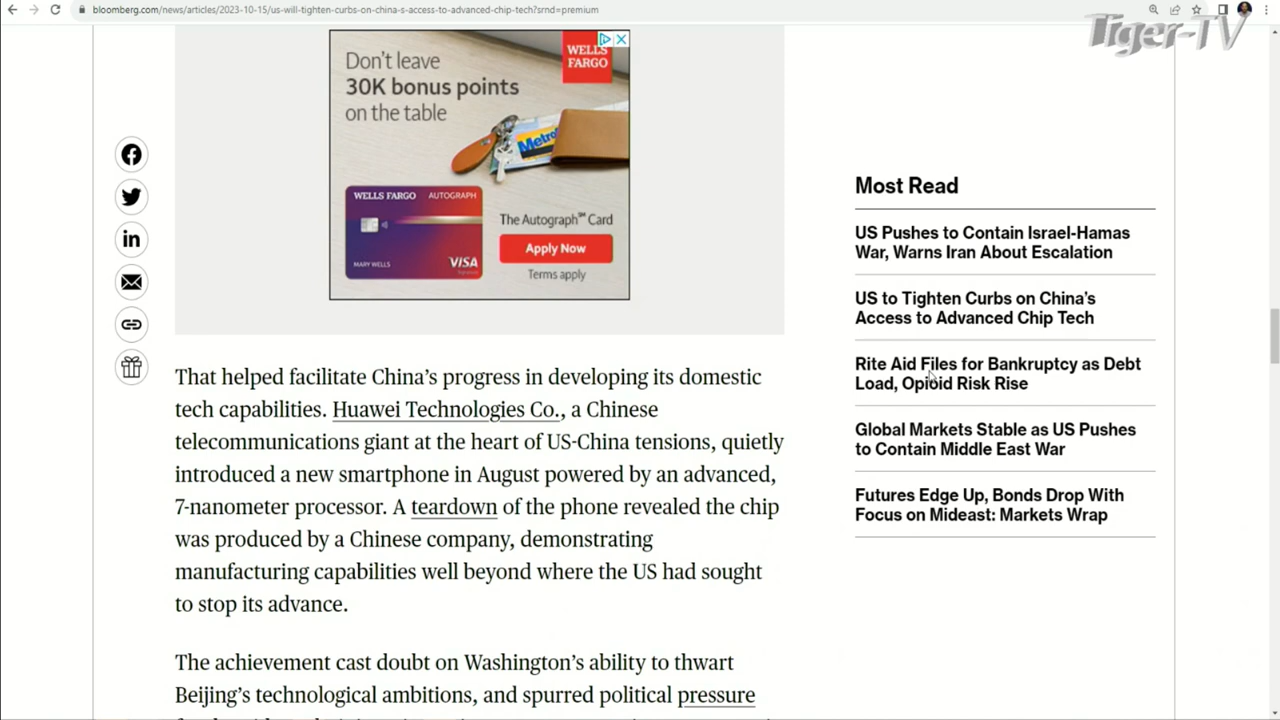 bloomberg.com/news/articles/2023-10-15/us-will-tighten-curbs-on-china-s-access-to-advanced-chip-tech?srnd=premium
Tiger-TV
Don't leave
30K bonus points
on the table
WELLS
FARGO
Metro
WELLS FARGO AUTOGRAPH
MARY WELLS
VISA
Signature
The Autograph℠ Card
Apply Now
Terms apply
That helped facilitate China's progress in developing its domestic
tech capabilities. Huawei Technologies Co., a Chinese
telecommunications giant at the heart of US-China tensions, quietly
introduced a new smartphone in August powered by an advanced,
7-nanometer processor. A teardown of the phone revealed the chip
was produced by a Chinese company, demonstrating
manufacturing capabilities well beyond where the US had sought
to stop its advance.
The achievement cast doubt on Washington's ability to thwart
Beijing's technological ambitions, and spurred political pressure
Most Read
US Pushes to Contain Israel-Hamas
War, Warns Iran About Escalation
US to Tighten Curbs on China's
Access to Advanced Chip Tech
Rite Aid Files for Bankruptcy as Debt
Load, Opioid Risk Rise
Global Markets Stable as US Pushes
to Contain Middle East War
Futures Edge Up, Bonds Drop With
Focus on Mideast: Markets Wrap